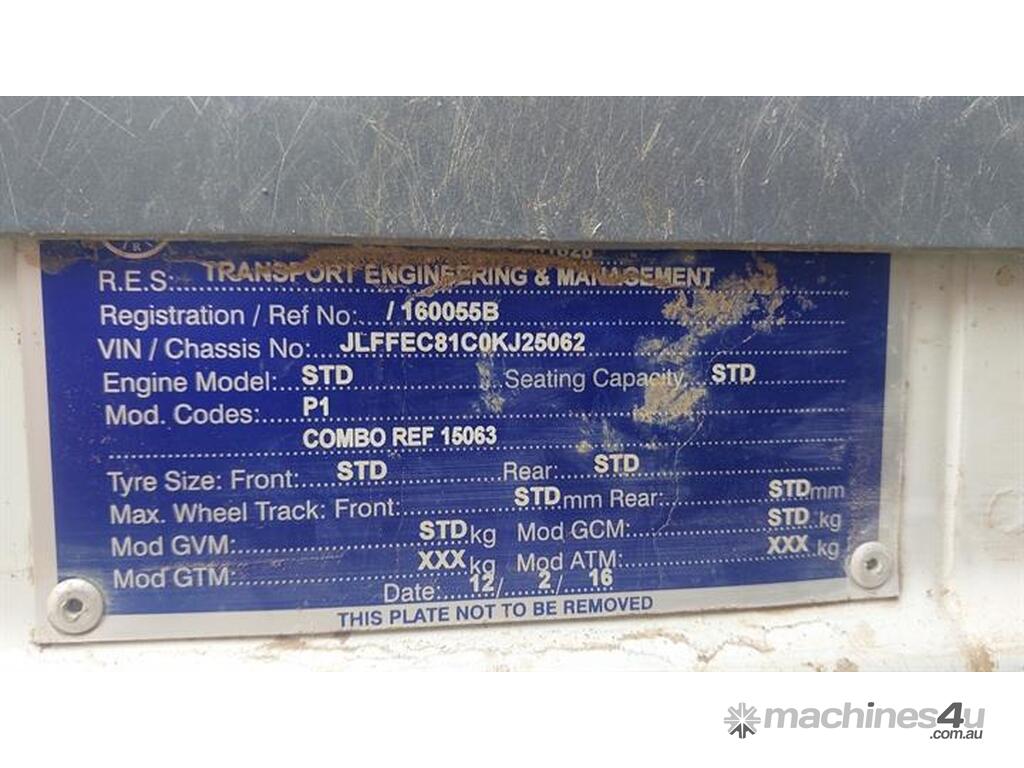 R.E.S: TRANSPORT ENGINEERING & MANAGEMENT
Registration / Ref No: / 160055B
VIN / Chassis No: JLFFEC81C0KJ25062
Engine Model: STD Seating Capacity STD
Mod. Codes: P1
COMBO REF 15063
Tyre Size: Front: STD Rear: STD
Max. Wheel Track: Front: STD mm Rear: STD mm
Mod GVM: STD kg Mod GCM: STD kg
Mod GTM: XXX kg Mod ATM: XXX kg
Date: 12 / 2 / 16
THIS PLATE NOT TO BE REMOVED
machines4u
.com.au